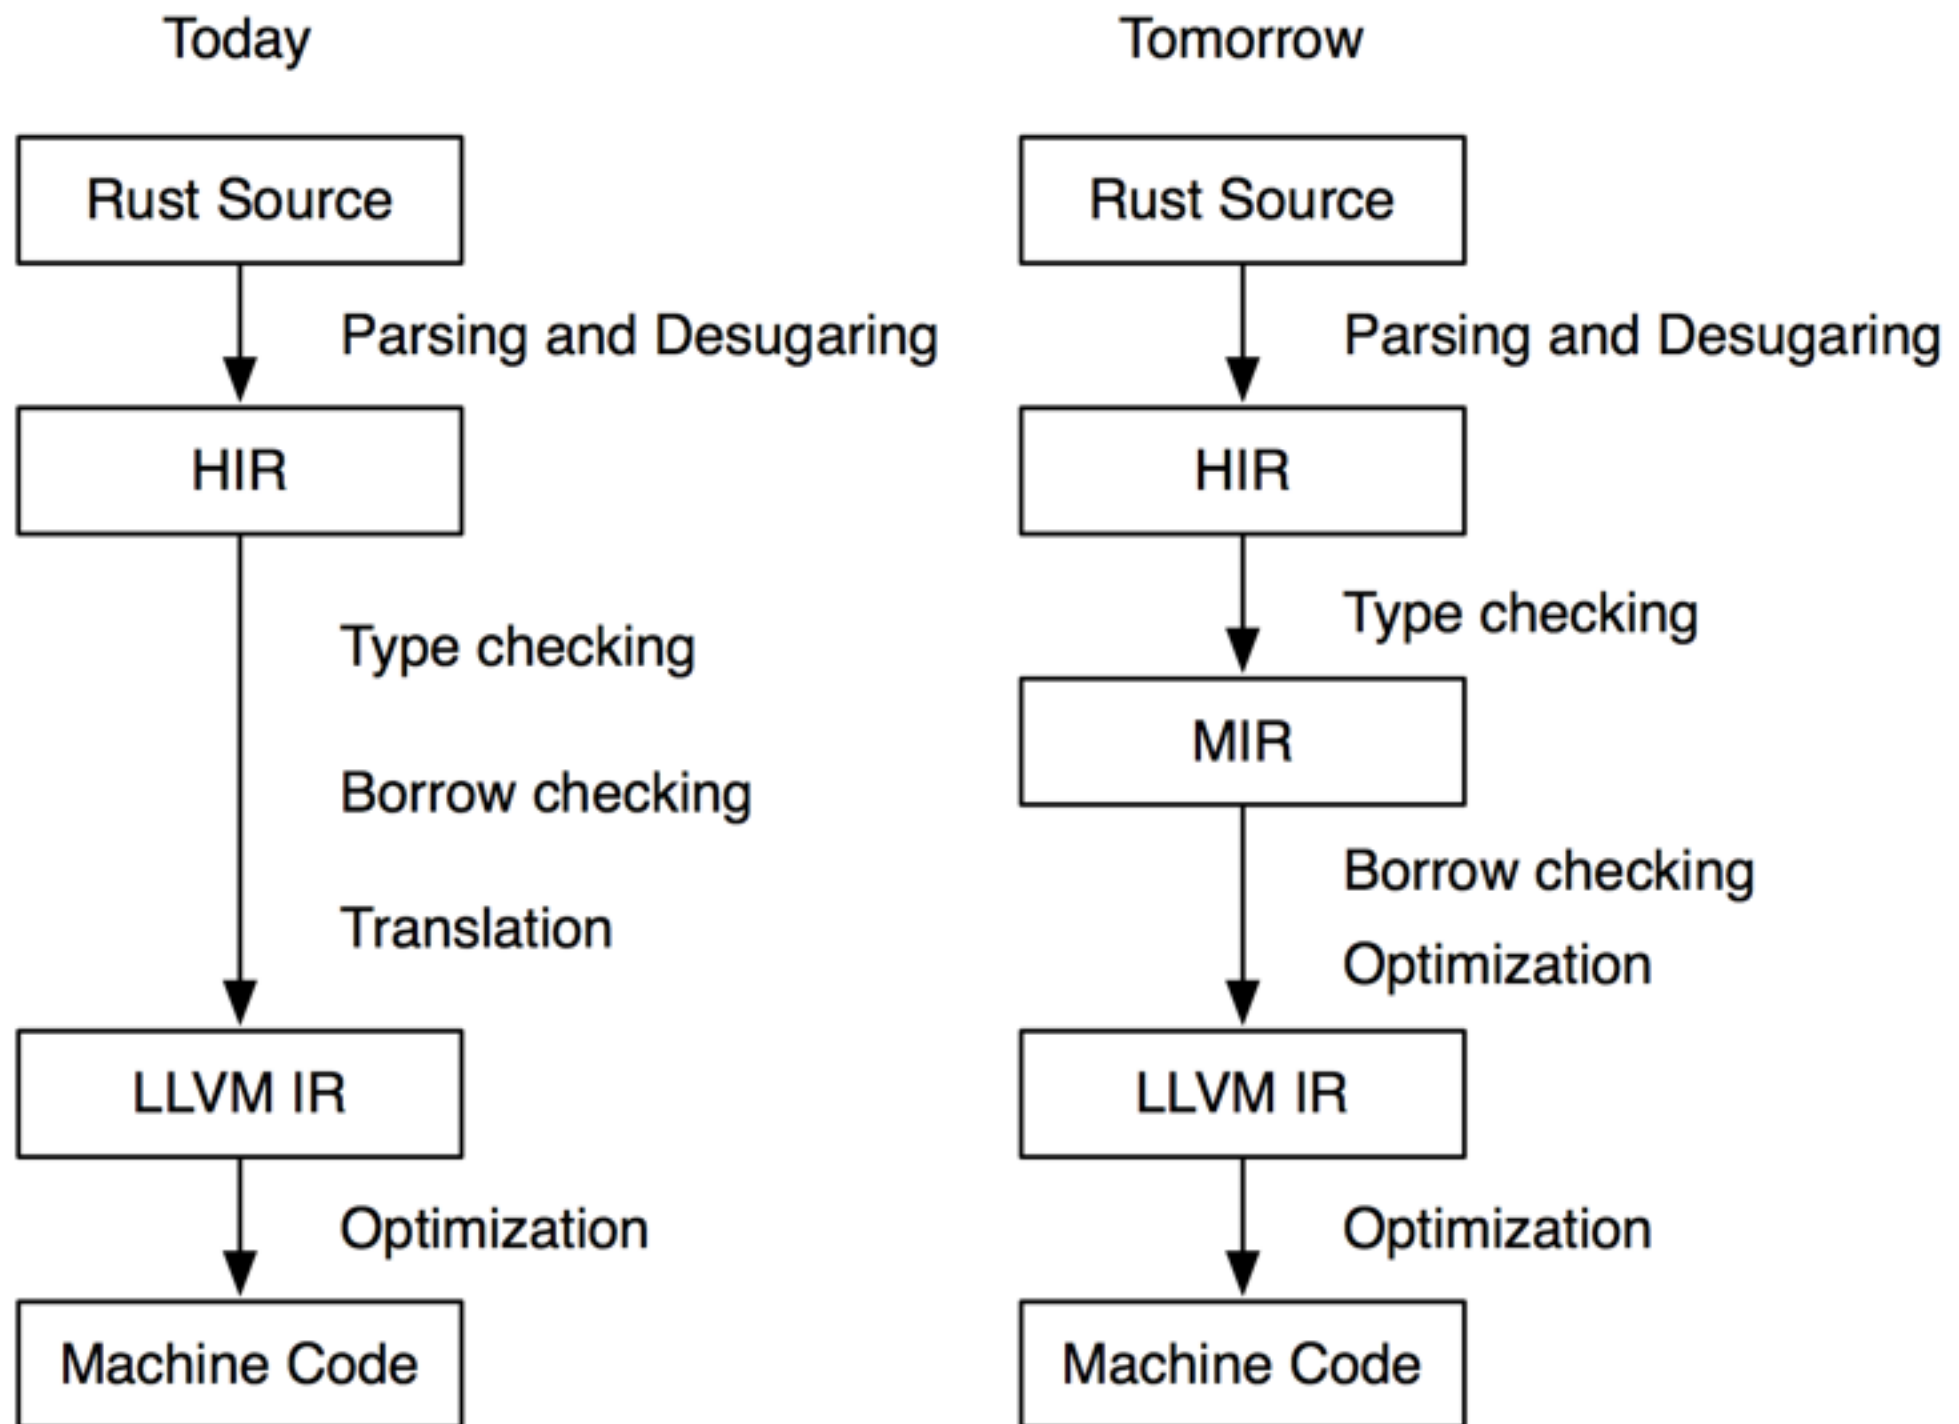 Today
Rust Source
Parsing and Desugaring
HIR
Type checking
Borrow checking
Translation
LLVM IR
Optimization
Machine Code
Tomorrow
Rust Source
Parsing and Desugaring
HIR
Type checking
MIR
Borrow checking
Optimization
LLVM IR
Optimization
Machine Code